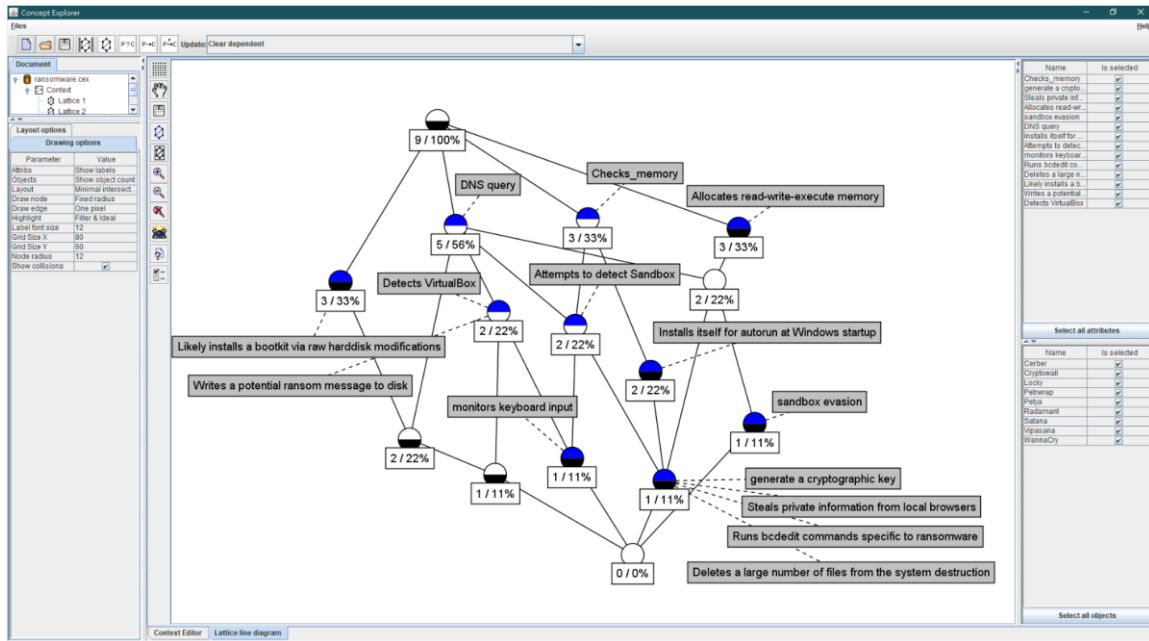 Concept Explorer
Files
Help
P?C
P→C
Update:
Clear dependent
Document
ransomware.cex
Context
Lattice 1
Lattice 2
Layout options
Drawing options
Parameter Value
Attribs Show labels
Objects Show object count
Layout Minimal intersect...
Draw node Fixed radius
Draw edge One pixel
Highlight Filter & Ideal
Label font size 12
Grid Size X 80
Grid Size Y 60
Node radius 12
Show collisions
9 / 100%
DNS query
Checks_memory
Allocates read-write-execute memory
5 / 56%
3 / 33%
3 / 33%
Detects VirtualBox
Attempts to detect Sandbox
2 / 22%
3 / 33%
2 / 22%
2 / 22%
Installs itself for autorun at Windows startup
Likely installs a bootkit via raw harddisk modifications
Writes a potential ransom message to disk
2 / 22%
monitors keyboard input
sandbox evasion
1 / 11%
2 / 22%
1 / 11%
1 / 11%
1 / 11%
generate a cryptographic key
Steals private information from local browsers
Runs bcdedit commands specific to ransomware
0 / 0%
Deletes a large number of files from the system destruction
Context Editor
Lattice line diagram
Name Is selected
Checks_memory
generate a crypto...
Steals private inf...
Allocates read-wr...
sandbox evasion
DNS query
Installs itself for ...
Attempts to detec...
monitors keyboar...
Runs bcdedit co...
Deletes a large n...
Likely installs a b...
Writes a potential...
Detects VirtualBox
Select all attributes
Name Is selected
Cerber
Cryptowall
Locky
Petrwrap
Petya
Radamant
Satana
Vipasana
WannaCry
Select all objects